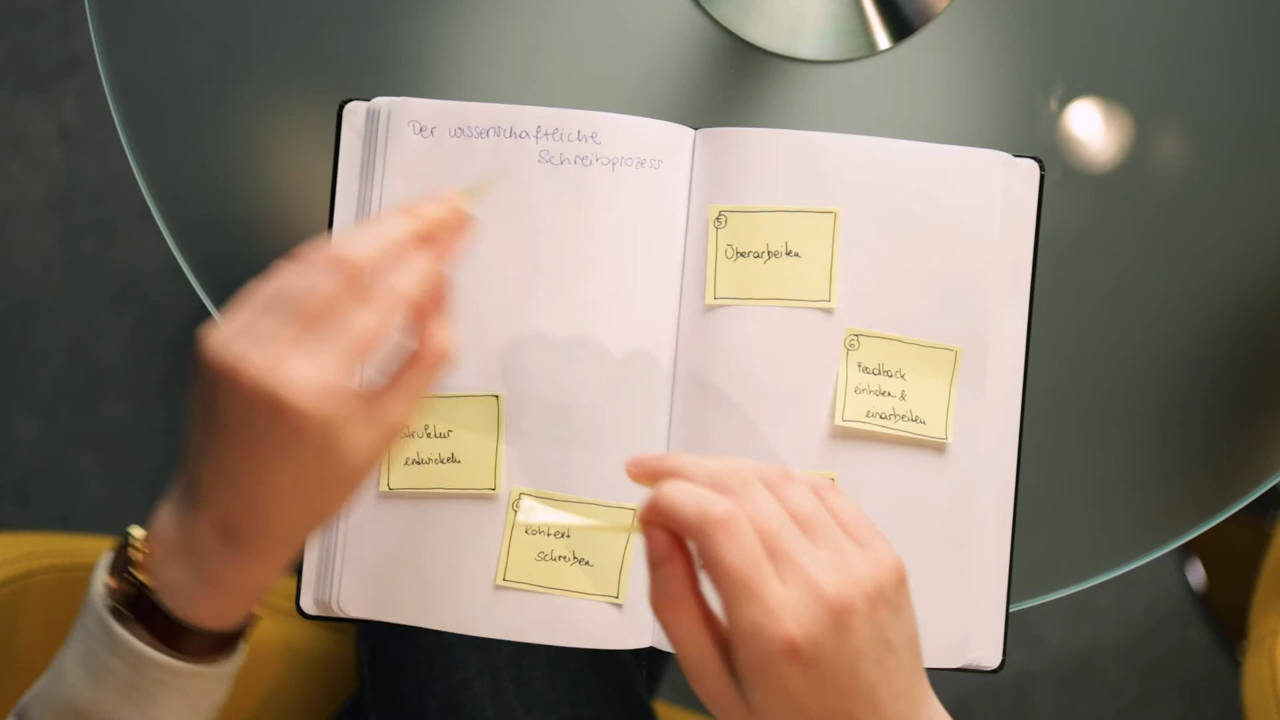 Der wissenschaftliche
Schreibprozess
Struktur
entwickeln
Rohtext
schreiben
5
Überarbeiten
6
Feedback
einholen &
einarbeiten